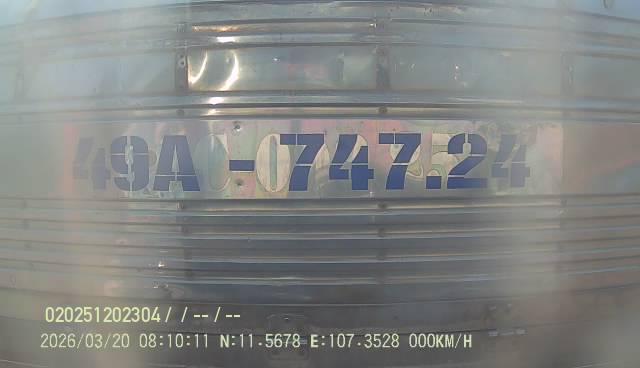 49A-747.24
020251202304/ / -- / --
2026/03/20 08:10:11 N:11.5678 E:107.3528 000KM/H